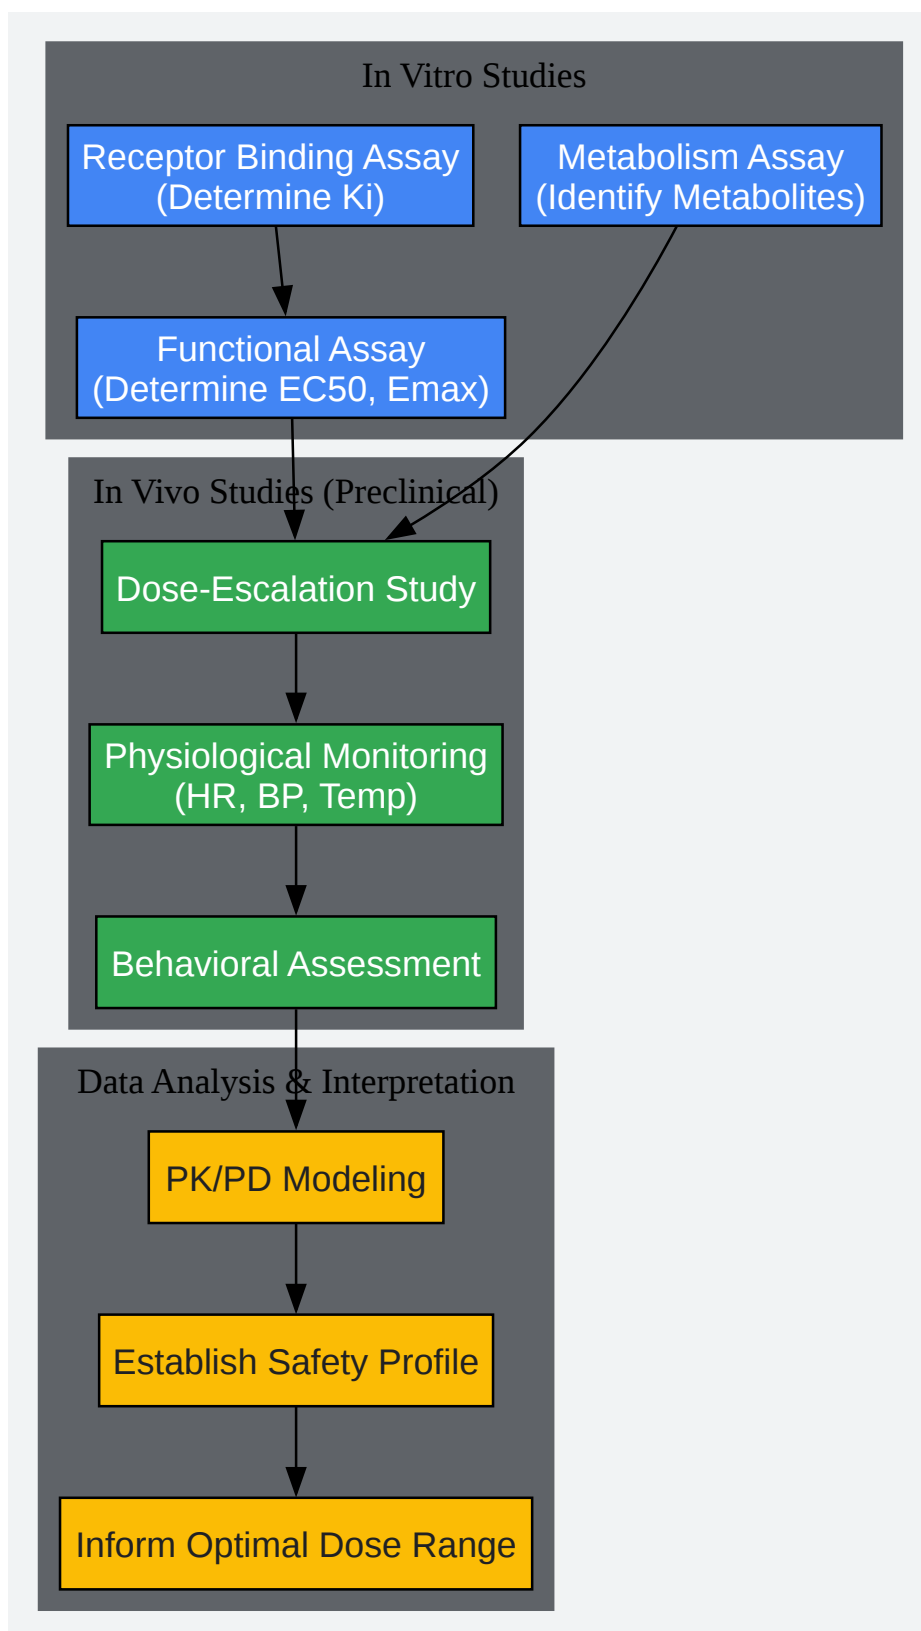 In Vitro Studies
Receptor Binding Assay
(Determine Ki)
Metabolism Assay
(Identify Metabolites)
Functional Assay
(Determine EC50, Emax)
In Vivo Studies (Preclinical)
Dose-Escalation Study
Physiological Monitoring
(HR, BP, Temp)
Behavioral Assessment
Data Analysis & Interpretation
PK/PD Modeling
Establish Safety Profile
Inform Optimal Dose Range